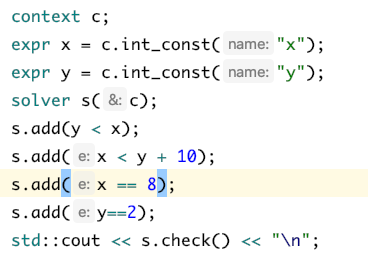 context c;
expr x = c.int_const( name: "x");
expr y = c.int_const( name: "y");
solver s( &: c);
s.add(y < x);
s.add( e: x < y + 10);
s.add( e: x == 8);
s.add( e: y==2);
std::cout << s.check() << "\n";